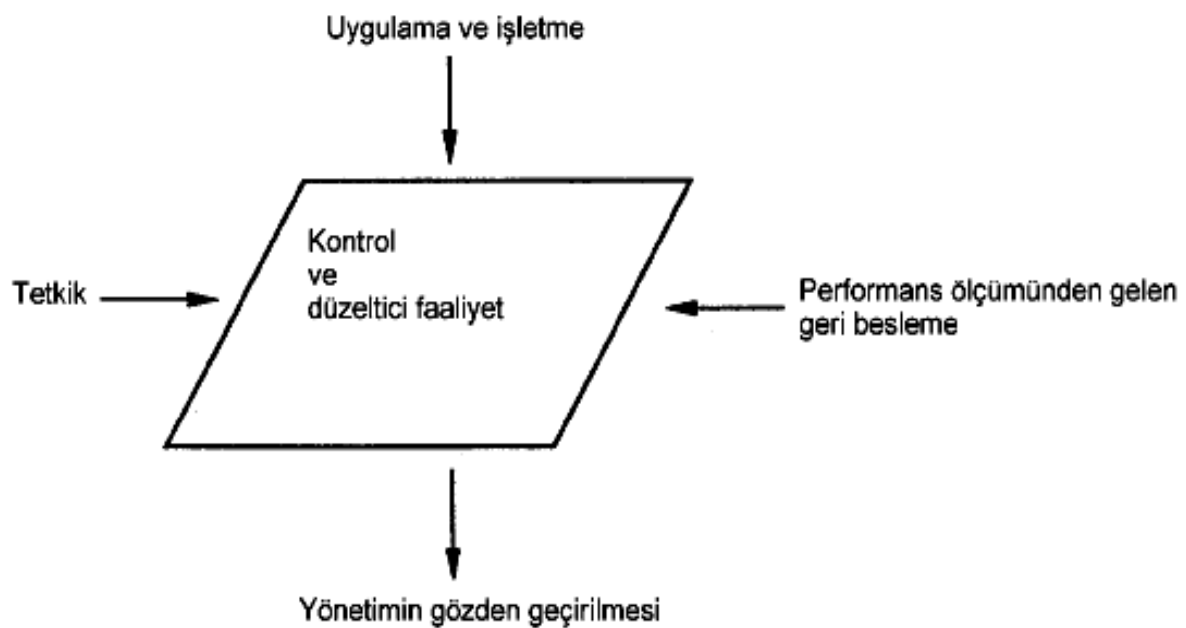 Uygulama ve işletme
Kontrol
ve
düzeltici faaliyet
Tetkik
Performans ölçümünden gelen
geri besleme
Yönetimin gözden geçirilmesi